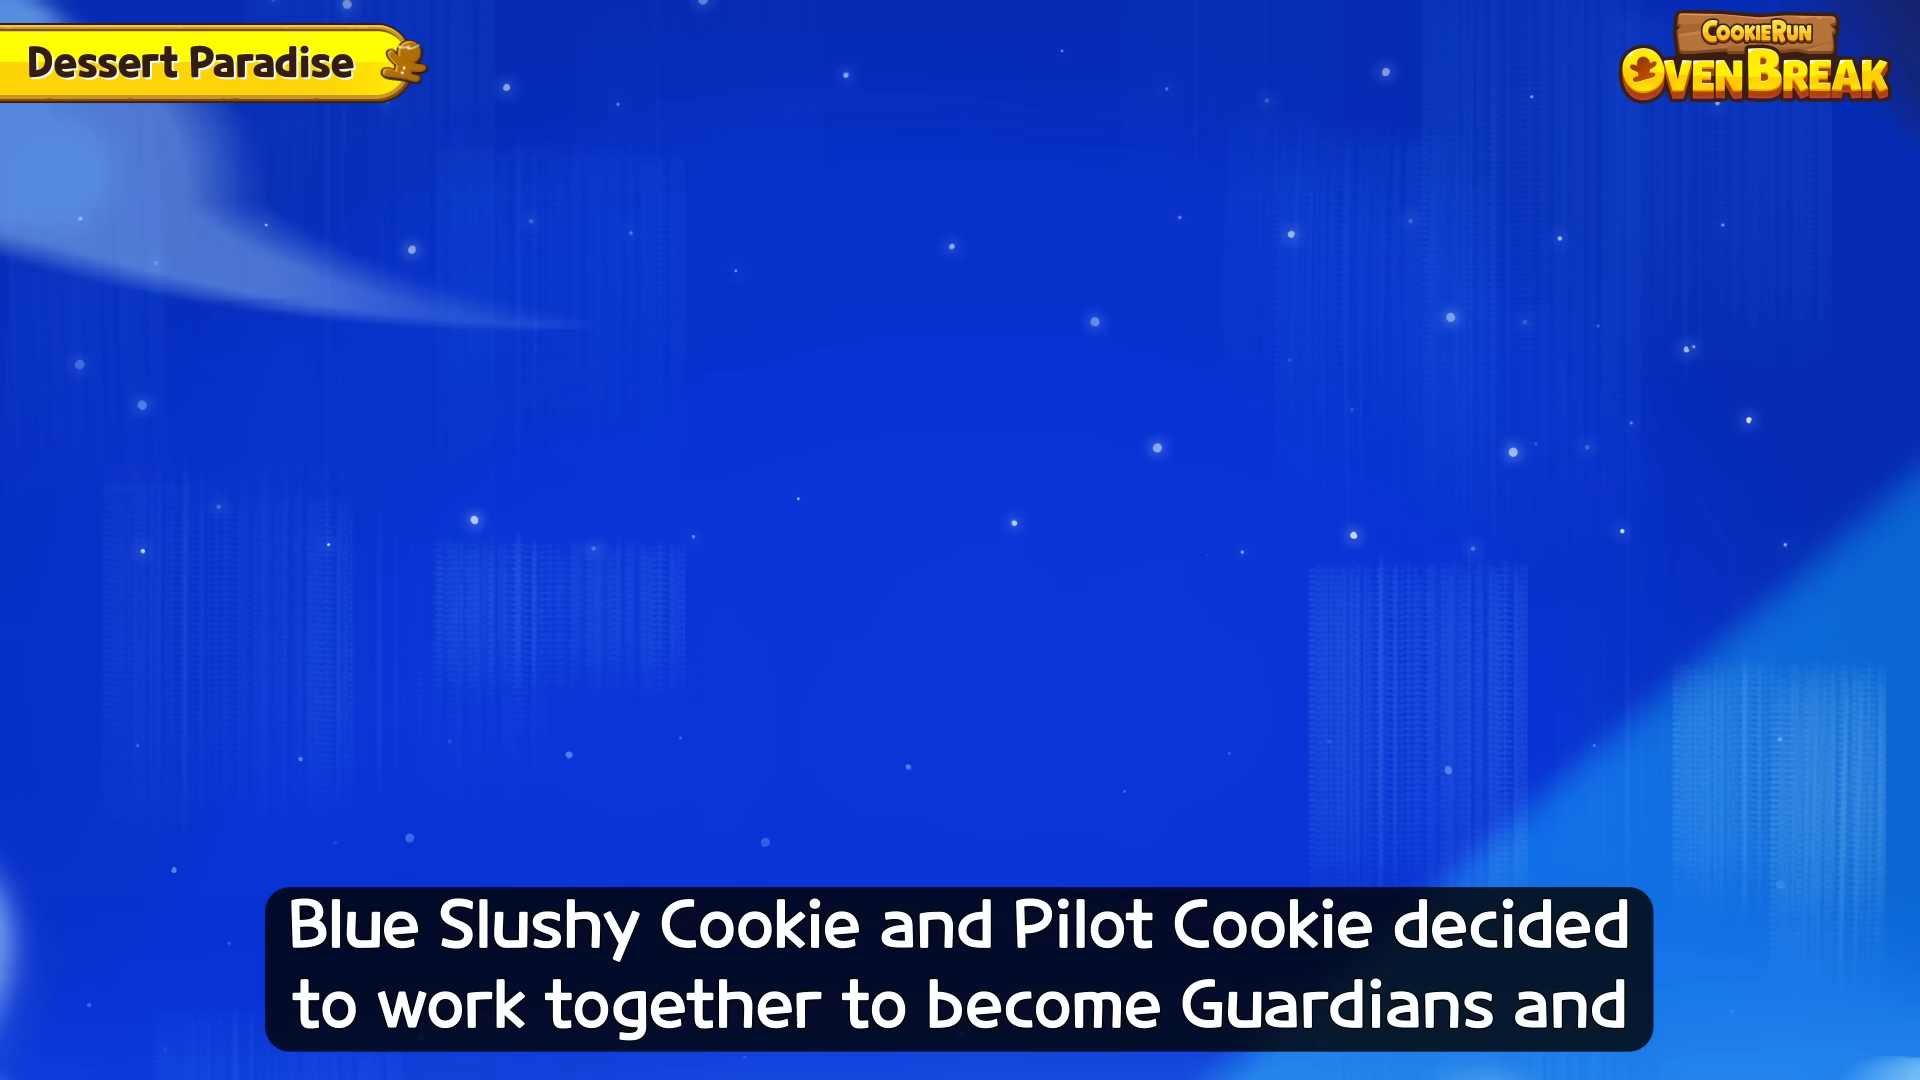 Dessert Paradise
COOKIERUN
OVENBREAK
Blue Slushy Cookie and Pilot Cookie decided
to work together to become Guardians and